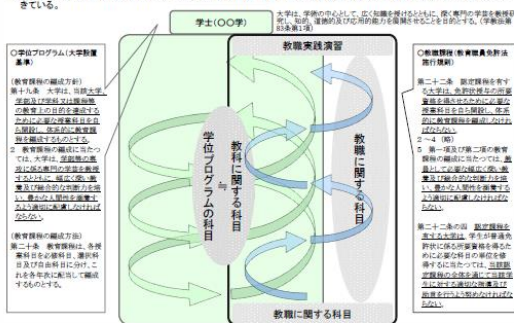 きている。
学士(〇〇学)
大学は、学術の中心として、広く知識を授けるとともに、深く専門の学芸を教授研
究し、知的、道徳的及び応用的能力を展開させることを目的とする。(学教法第
83条第1項)
〇学位プログラム(大学設置
基準)
(教育課程の編成方針)
第十九条 大学は、当該大学、
学部及び学科又は課程等
の教育上の目的を達成する
ために必要な授業科目を自
ら開設し、体系的に教育課
程を編成するものとする。
2 教育課程の編成に当たつ
ては、大学は、学部等の専
攻に係る専門の学芸を教授
するとともに、幅広く深い教
養及び総合的な判断力を培
い、豊かな人間性を涵養す
るよう適切に配慮しなければ
ならない。
(教育課程の編成方法)
第二十条 教育課程は、各授
業科目を必修科目、選択科
目及び自由科目に分け、こ
れを各年次に配当して編成
するものとする。
教職実践演習
学位プログラムの科目
≒
教科に関する科目
教職に関する科目
教職に関する科目
〇教職課程(教育職員免許法
施行規則)
第二十二条 認定課程を有す
る大学は、免許状授与の所要
資格を得させるために必要な
授業科目を自ら開設し、体系
的に教育課程を編成しなけれ
ばならない。
2~4 (略)
5 第一項及び第二項の教育
課程の編成に当たつては、教
員として必要な幅広く深い教
養及び総合的な判断力を培
い、豊かな人間性を涵養する
よう適切に配慮しなければな
らない。
第二十二条の四 認定課程を
有する大学は、学生が普通免
許状に係る所要資格を得るた
めに必要な科目の単位を修
得するに当たつては、当該認
定課程の全体を通じて当該学
生に対する適切な指導及び
助言を行うよう努めなければな
らない。